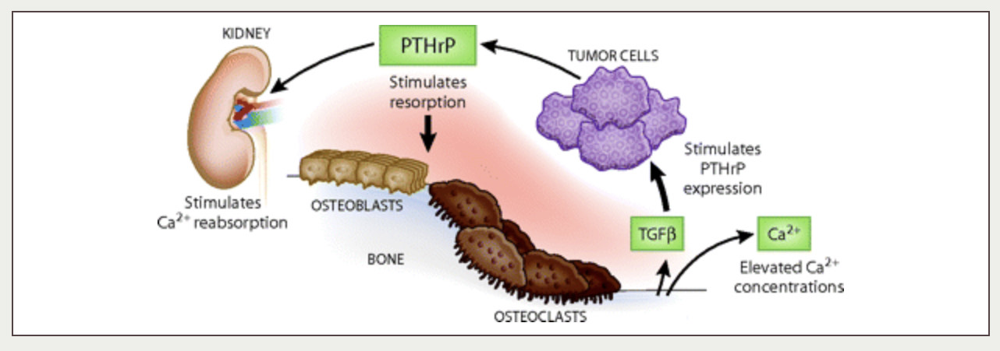 KIDNEY
PTHrP
TUMOR CELLS
Stimulates
resorption
Stimulates
PTHrP
expression
Stimulates
Ca²⁺ reabsorption
OSTEOBLASTS
TGFβ
Ca²⁺
BONE
Elevated Ca²⁺
concentrations
OSTEOCLASTS